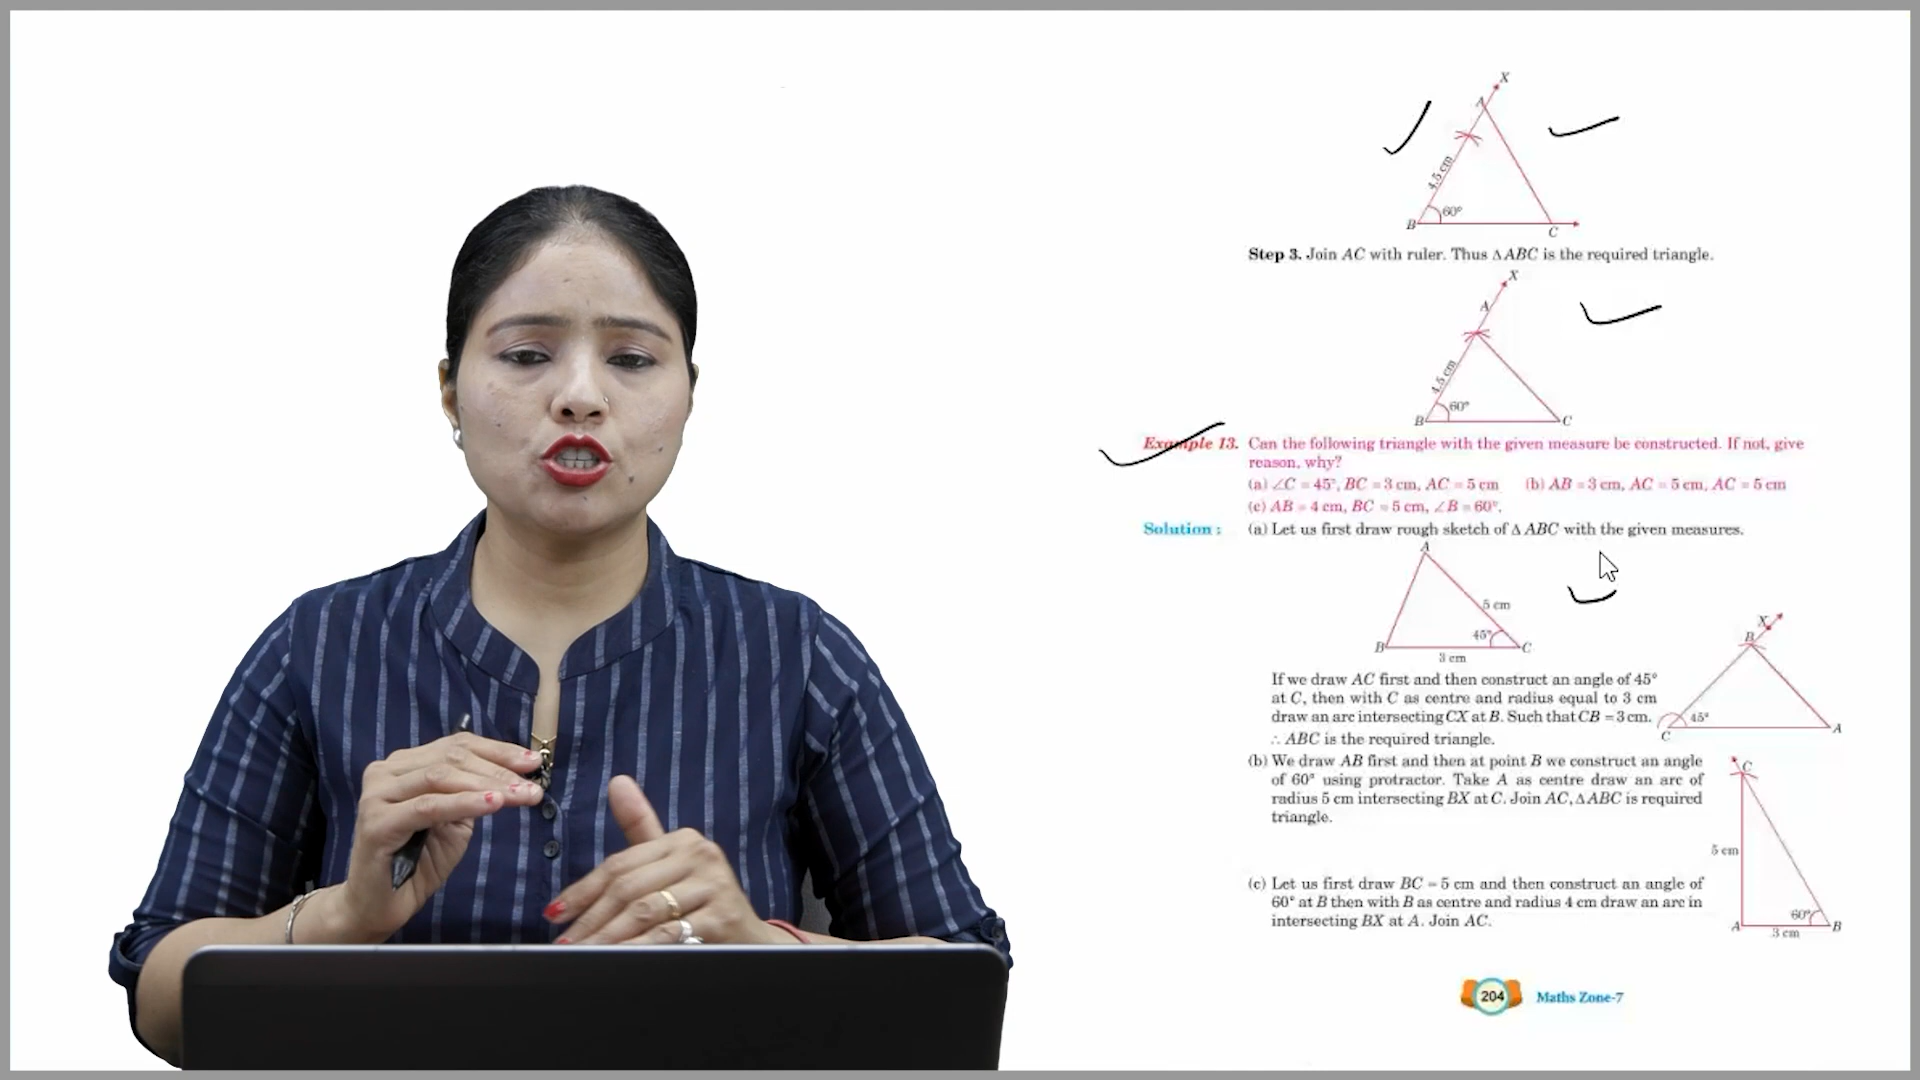 X
A
4.5 cm
60°
B
C
Step 3. Join AC with ruler. Thus ΔABC is the required triangle.
X
A
4.5 cm
60°
B
C
Example 13. Can the following triangle with the given measure be constructed. If not, give
reason, why?
(a) ∠C = 45°, BC = 3 cm, AC = 5 cm (b) AB = 3 cm, AC = 5 cm, AC = 5 cm
(c) AB = 4 cm, BC = 5 cm, ∠B = 60°.
Solution : (a) Let us first draw rough sketch of Δ ABC with the given measures.
A
5 cm
45°
B
C
3 cm
If we draw AC first and then construct an angle of 45°
at C, then with C as centre and radius equal to 3 cm
draw an arc intersecting CX at B. Such that CB = 3 cm.
∴ ABC is the required triangle.
X
B
45°
C
A
(b) We draw AB first and then at point B we construct an angle
of 60° using protractor. Take A as centre draw an arc of
radius 5 cm intersecting BX at C. Join AC, ΔABC is required
triangle.
C
5 cm
60°
A
B
3 cm
(c) Let us first draw BC = 5 cm and then construct an angle of
60° at B then with B as centre and radius 4 cm draw an arc in
intersecting BX at A. Join AC.
204 Maths Zone-7